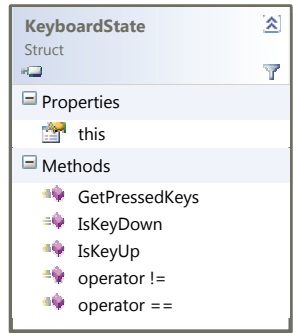 KeyboardState
Struct
Properties
this
Methods
GetPressedKeys
IsKeyDown
IsKeyUp
operator !=
operator ==